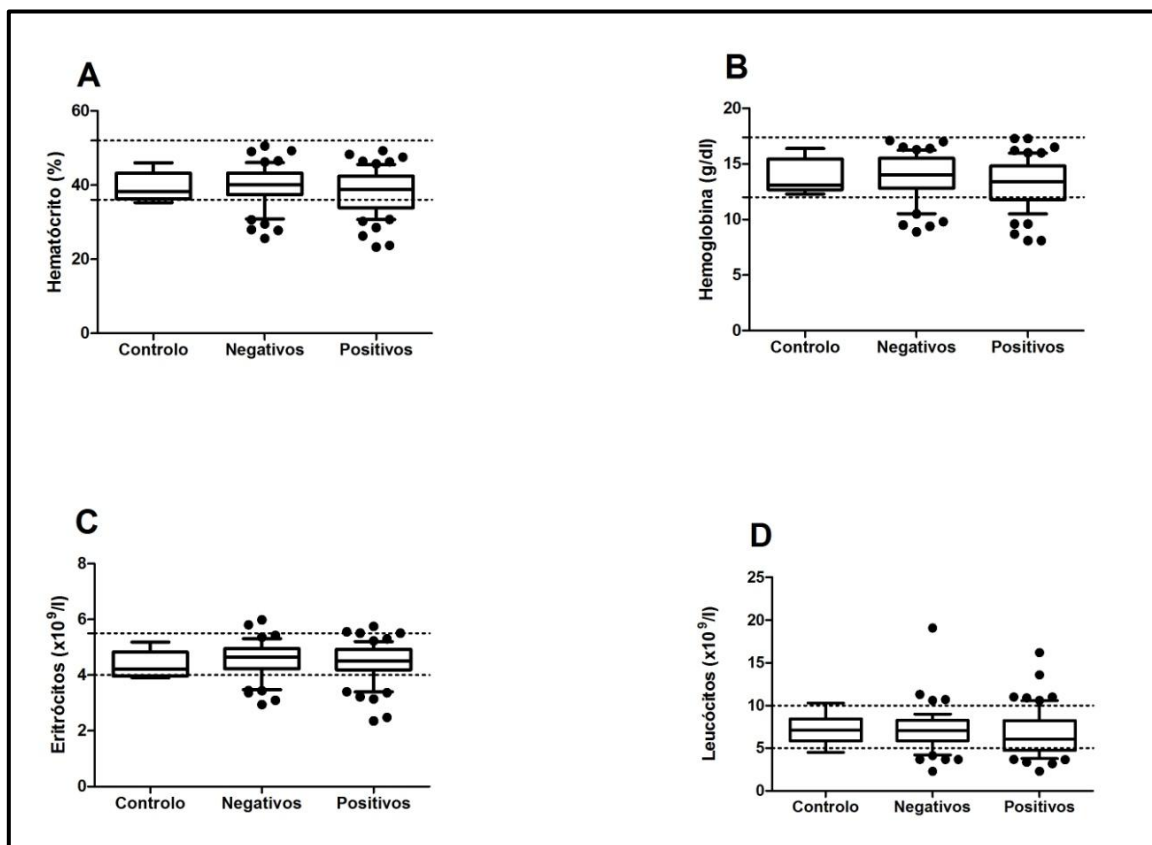 A
Hematócrito (%)
60
40
20
0
Controlo Negativos Positivos
B
Hemoglobina (g/dl)
20
15
10
5
0
Controlo Negativos Positivos
C
Eritrócitos (x10⁹/l)
8
6
4
2
0
Controlo Negativos Positivos
D
Leucócitos (x10⁹/l)
25
20
15
10
5
0
Controlo Negativos Positivos